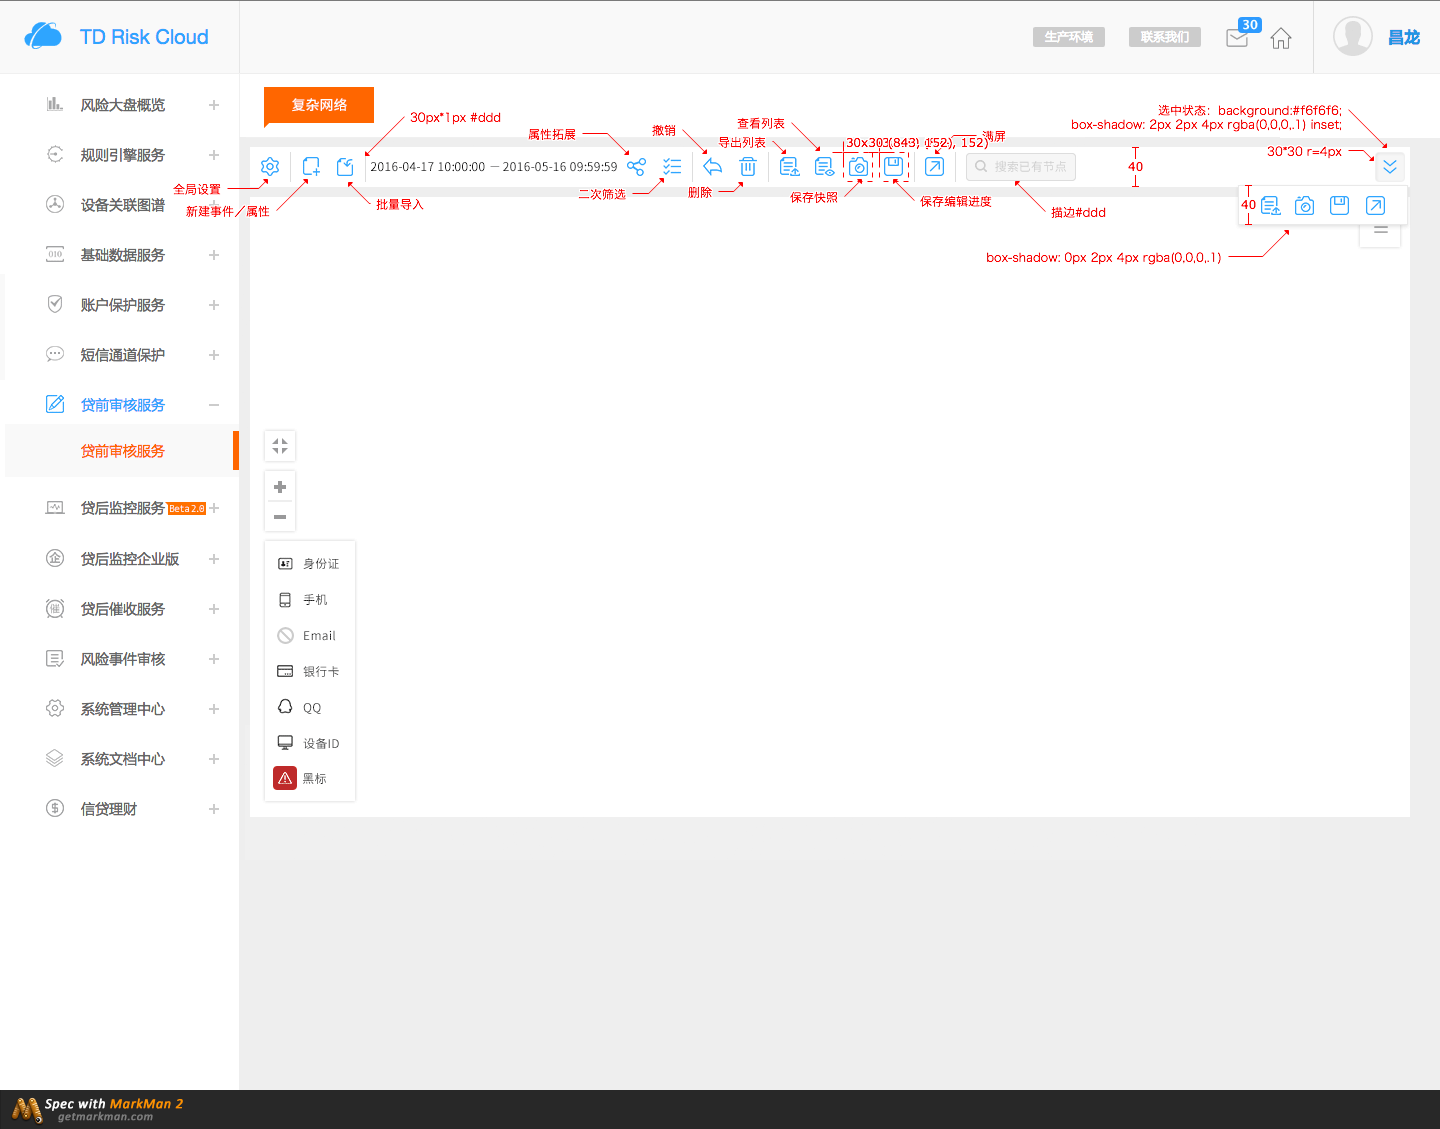 TD Risk Cloud
生产环境
联系我们
30
昌龙
风险大盘概览
规则引擎服务
设备关联图谱
基础数据服务
010
账户保护服务
短信通道保护
贷前审核服务
贷前审核服务
贷后监控服务 Beta 2.0
企
贷后监控企业版
催
贷后催收服务
风险事件审核
系统管理中心
系统文档中心
$
信贷理财
复杂网络
30px*1px #ddd
属性拓展
撤销
查看列表
导出列表
满屏
选中状态：background:#f6f6f6;
box-shadow: 2px 2px 4px rgba(0,0,0,.1) inset;
30*30 r=4px
2016-04-17 10:00:00 — 2016-05-16 09:59:59
搜索已有节点
40
全局设置
新建事件／属性
批量导入
二次筛选
删除
保存快照
保存编辑进度
描边#ddd
40
box-shadow: 0px 2px 4px rgba(0,0,0,.1)
身份证
手机
Email
银行卡
QQ
设备ID
黑标
Spec with MarkMan 2
getmarkman.com